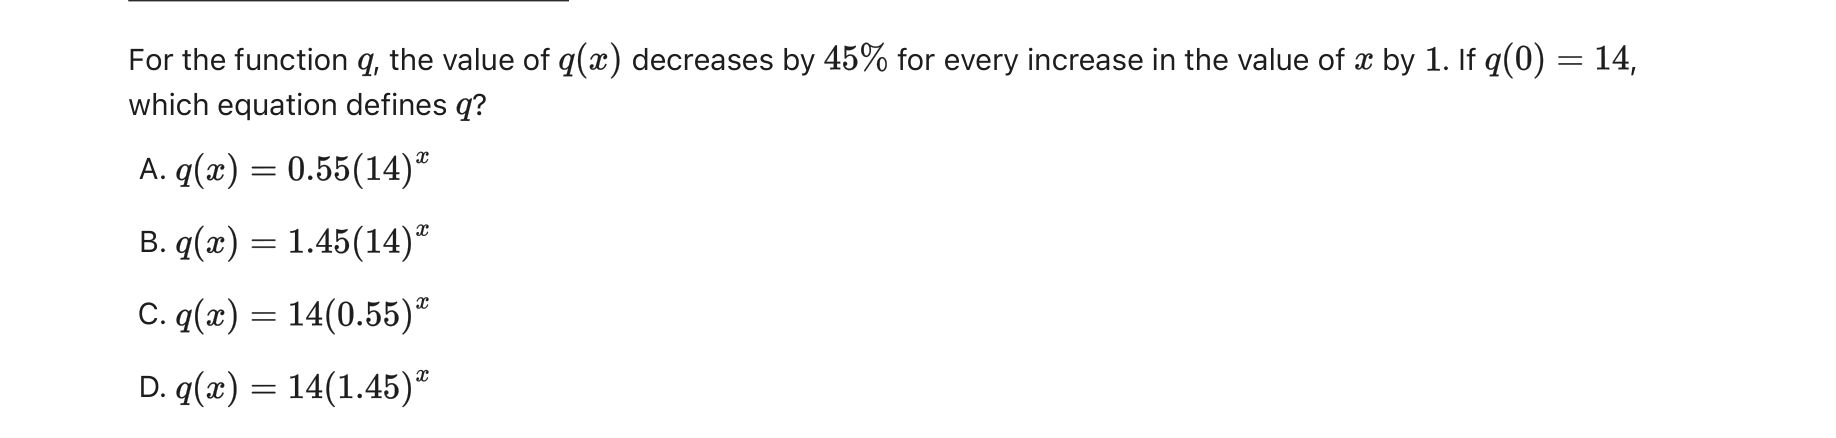 For the function q, the value of q(x) decreases by 45% for every increase in the value of x by 1. If q(0) = 14,
which equation defines q?
A. q(x) = 0.55(14)ˣ
B. q(x) = 1.45(14)ˣ
C. q(x) = 14(0.55)ˣ
D. q(x) = 14(1.45)ˣ